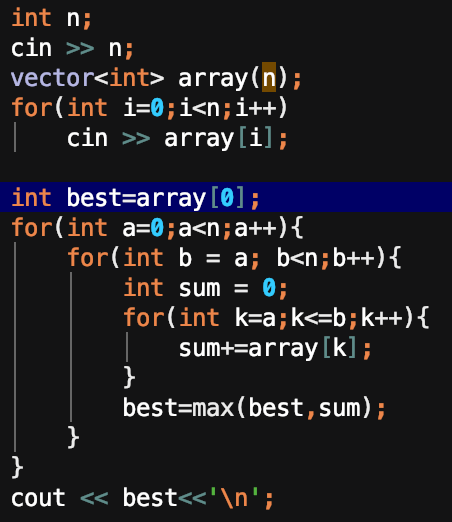 int n;
cin >> n;
vector<int> array(n);
for(int i=0;i<n;i++)
    cin >> array[i];

int best=array[0];
for(int a=0;a<n;a++){
    for(int b = a; b<n;b++){
        int sum = 0;
        for(int k=a;k<=b;k++){
            sum+=array[k];
        }
        best=max(best,sum);
    }
}
cout << best<<'\n';